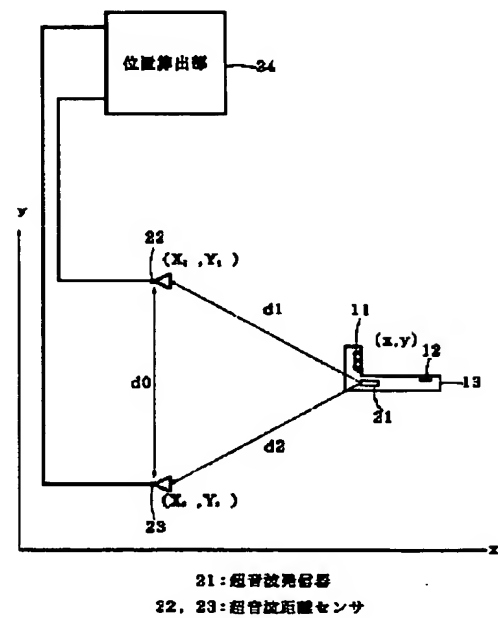 位置算出部
24
y
22
(X₁ ,Y₁ )
11
(x,y)
d1
12
13
d0
21
d2
(X₂ ,Y₂ )
23
x
21:超音波発信器
22, 23:超音波距離センサ